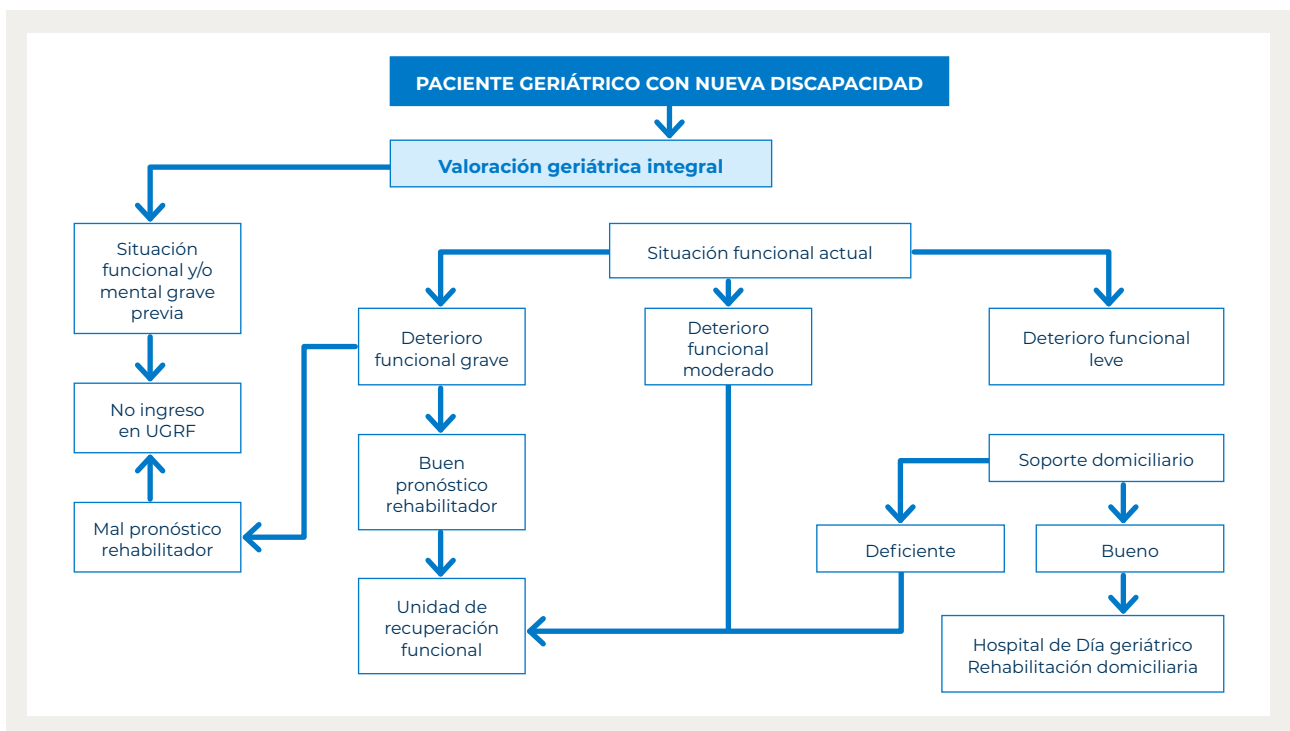 PACIENTE GERIÁTRICO CON NUEVA DISCAPACIDAD
Valoración geriátrica integral
Situación
funcional y/o
mental grave
previa
Situación funcional actual
Deterioro
funcional grave
Deterioro
funcional
moderado
Deterioro funcional
leve
No ingreso
en UGRF
Buen
pronóstico
rehabilitador
Soporte domiciliario
Mal pronóstico
rehabilitador
Deficiente
Bueno
Unidad de
recuperación
funcional
Hospital de Día geriátrico
Rehabilitación domiciliaria